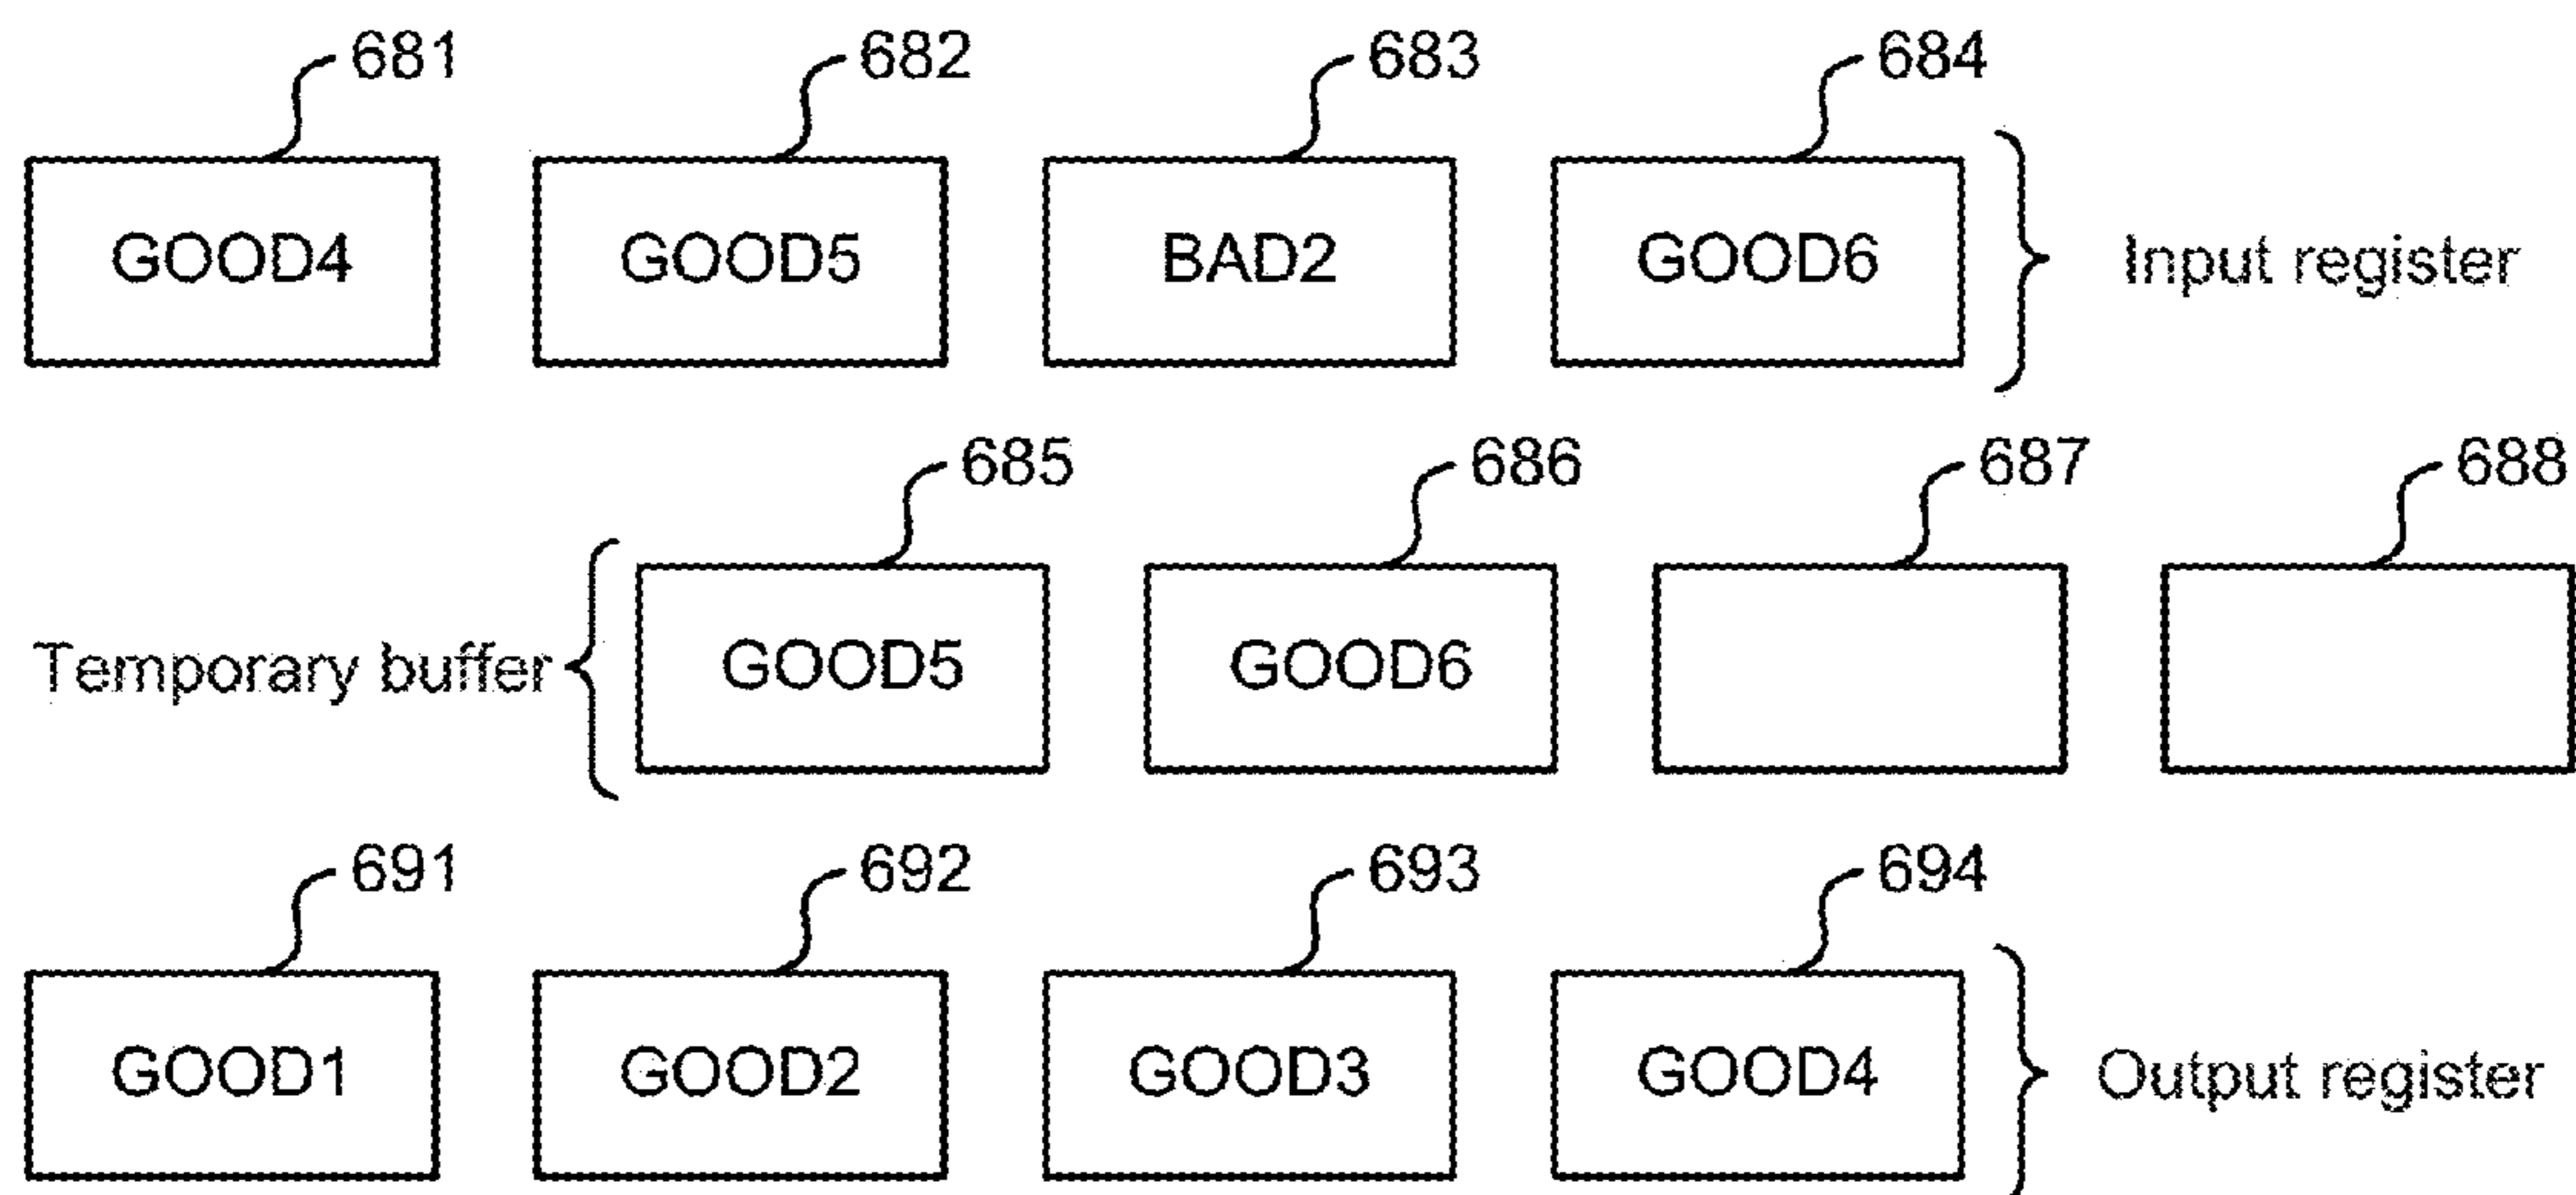 681 682 683 684
GOOD4 GOOD5 BAD2 GOOD6 Input register
685 686 687 688
Temporary buffer GOOD5 GOOD6
691 692 693 694
GOOD1 GOOD2 GOOD3 GOOD4 Output register